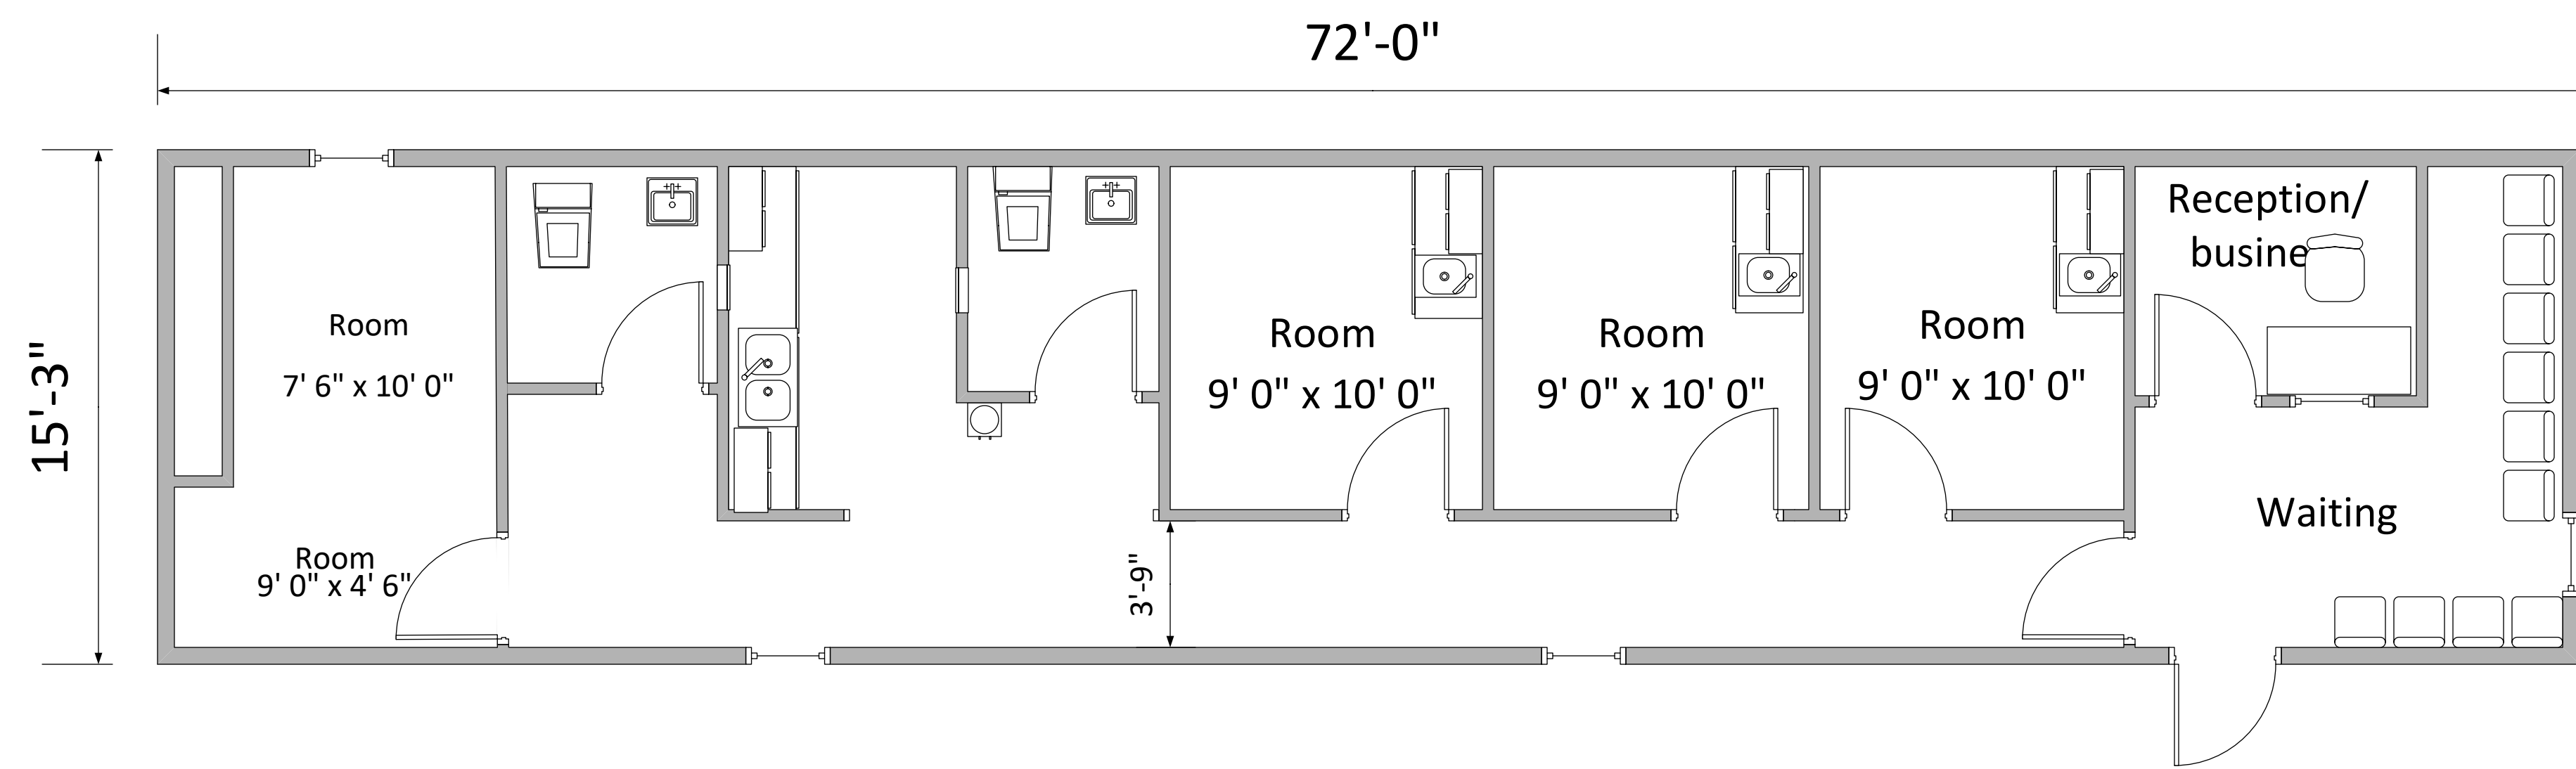 72'-0"
15'-3"
Room
7' 6" x 10' 0"
Room
9' 0" x 4' 6"
3'-9"
Room
9' 0" x 10' 0"
Room
9' 0" x 10' 0"
Room
9' 0" x 10' 0"
Reception/
busine
Waiting